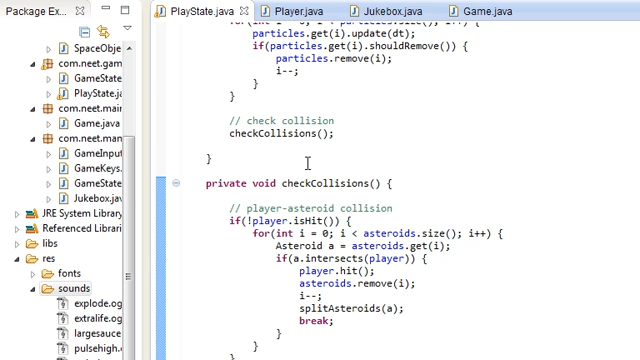 Package Ex...
PlayState.java
Player.java
Jukebox.java
Game.java
SpaceObje
com.neet.gam
GameState
PlayState.ja
com.neet.main
Game.java
com.neet.man
GameInput
GameKeys.
GameState
Jukebox.jav
JRE System Library
Referenced Librari
libs
res
fonts
sounds
explode.og
extralife.og
largesauce
pulsehigh.
particles.get(i).update(dt);
if(particles.get(i).shouldRemove()) {
particles.remove(i);
i--;
}
}
// check collision
checkCollisions();
}
private void checkCollisions() {
// player-asteroid collision
if(!player.isHit()) {
for(int i = 0; i < asteroids.size(); i++) {
Asteroid a = asteroids.get(i);
if(a.intersects(player)) {
player.hit();
asteroids.remove(i);
i--;
splitAsteroids(a);
break;
}
}
}